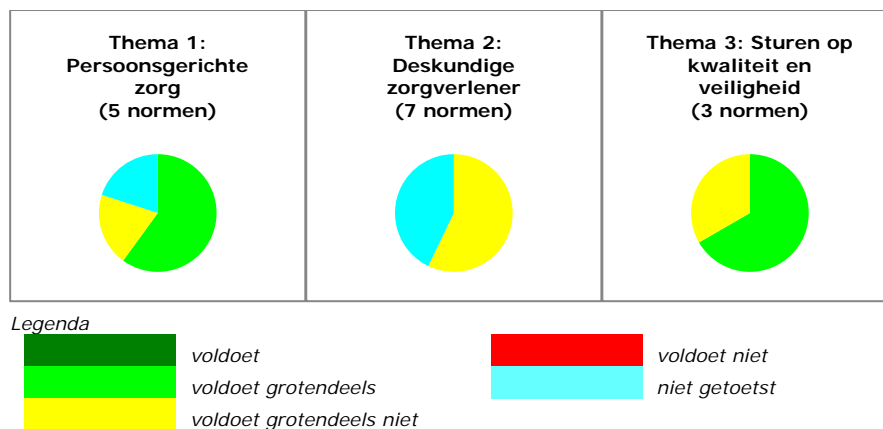 Thema 1:
Persoonsgerichte
zorg
(5 normen)
Thema 2:
Deskundige
zorgverlener
(7 normen)
Thema 3: Sturen op
kwaliteit en
veiligheid
(3 normen)
Legenda
voldoet
voldoet grotendeels
voldoet grotendeels niet
voldoet niet
niet getoetst